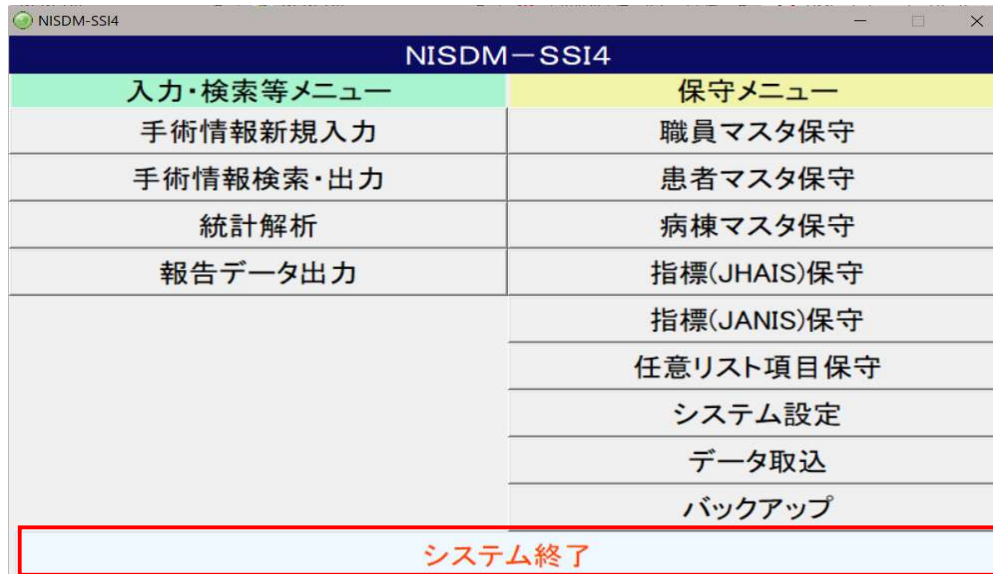 NISDM-SSI4
NISDM－SSI4
入力・検索等メニュー
手術情報新規入力
手術情報検索・出力
統計解析
報告データ出力
保守メニュー
職員マスタ保守
患者マスタ保守
病棟マスタ保守
指標(JHAIS)保守
指標(JANIS)保守
任意リスト項目保守
システム設定
データ取込
バックアップ
システム終了